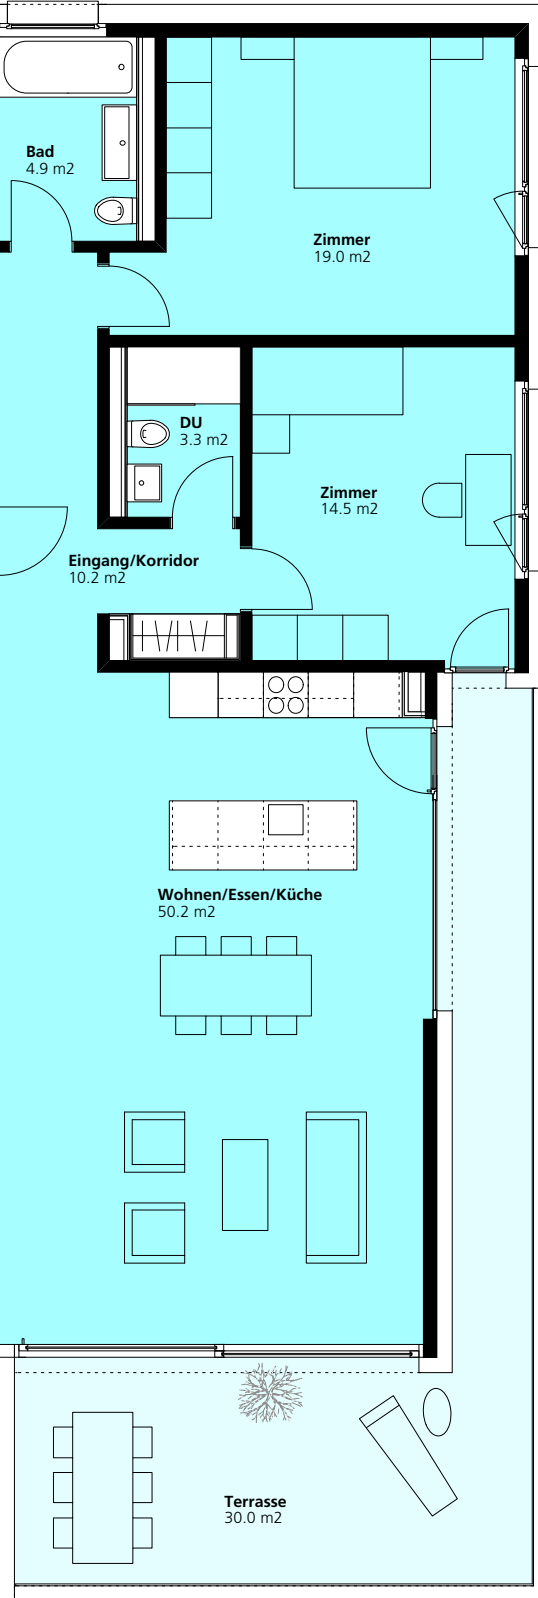 Bad
4.9 m2
Zimmer
19.0 m2
DU
3.3 m2
Zimmer
14.5 m2
Eingang/Korridor
10.2 m2
Wohnen/Essen/Küche
50.2 m2
Terrasse
30.0 m2